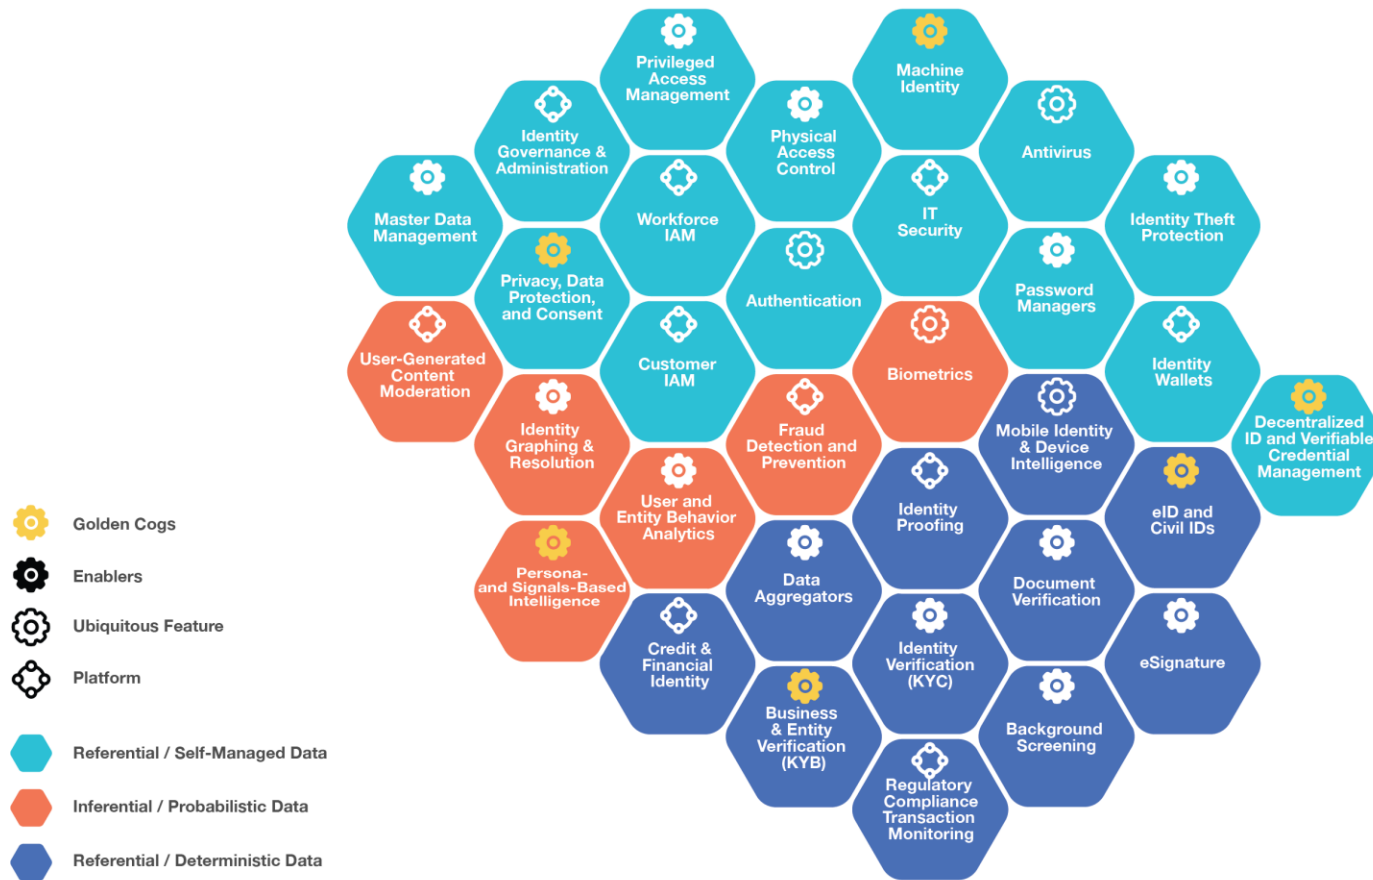 Privileged
Access
Management
Machine
Identity
Identity
Governance &
Administration
Physical
Access
Control
Antivirus
Master Data
Management
Workforce
IAM
IT
Security
Identity Theft
Protection
Privacy, Data
Protection,
and Consent
Authentication
Password
Managers
User-Generated
Content
Moderation
Customer
IAM
Biometrics
Identity
Wallets
Identity
Graphing &
Resolution
Fraud
Detection and
Prevention
Mobile Identity
& Device
Intelligence
Decentralized
ID and Verifiable
Credential
Management
User and
Entity Behavior
Analytics
Identity
Proofing
eID and
Civil IDs
Persona-
and Signals-Based
Intelligence
Data
Aggregators
Document
Verification
Credit &
Financial
Identity
Identity
Verification
(KYC)
eSignature
Business
& Entity
Verification
(KYB)
Background
Screening
Regulatory
Compliance
Transaction
Monitoring
Golden Cogs
Enablers
Ubiquitous Feature
Platform
Referential / Self-Managed Data
Inferential / Probabilistic Data
Referential / Deterministic Data